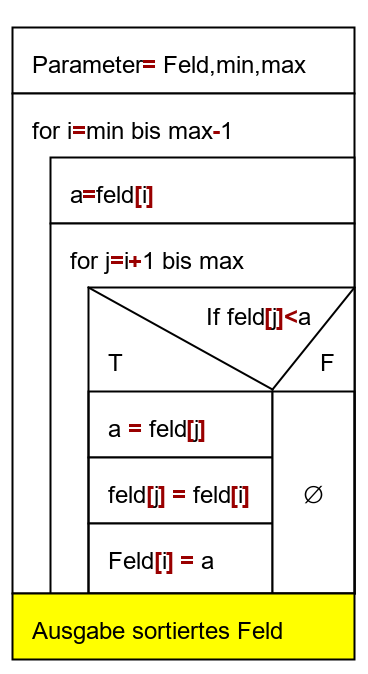 Parameter= Feld,min,max
for i=min bis max-1
a=feld[i]
for j=i+1 bis max
If feld[j]<a
T
F
a = feld[j]
feld[j] = feld[i]
∅
Feld[i] = a
Ausgabe sortiertes Feld